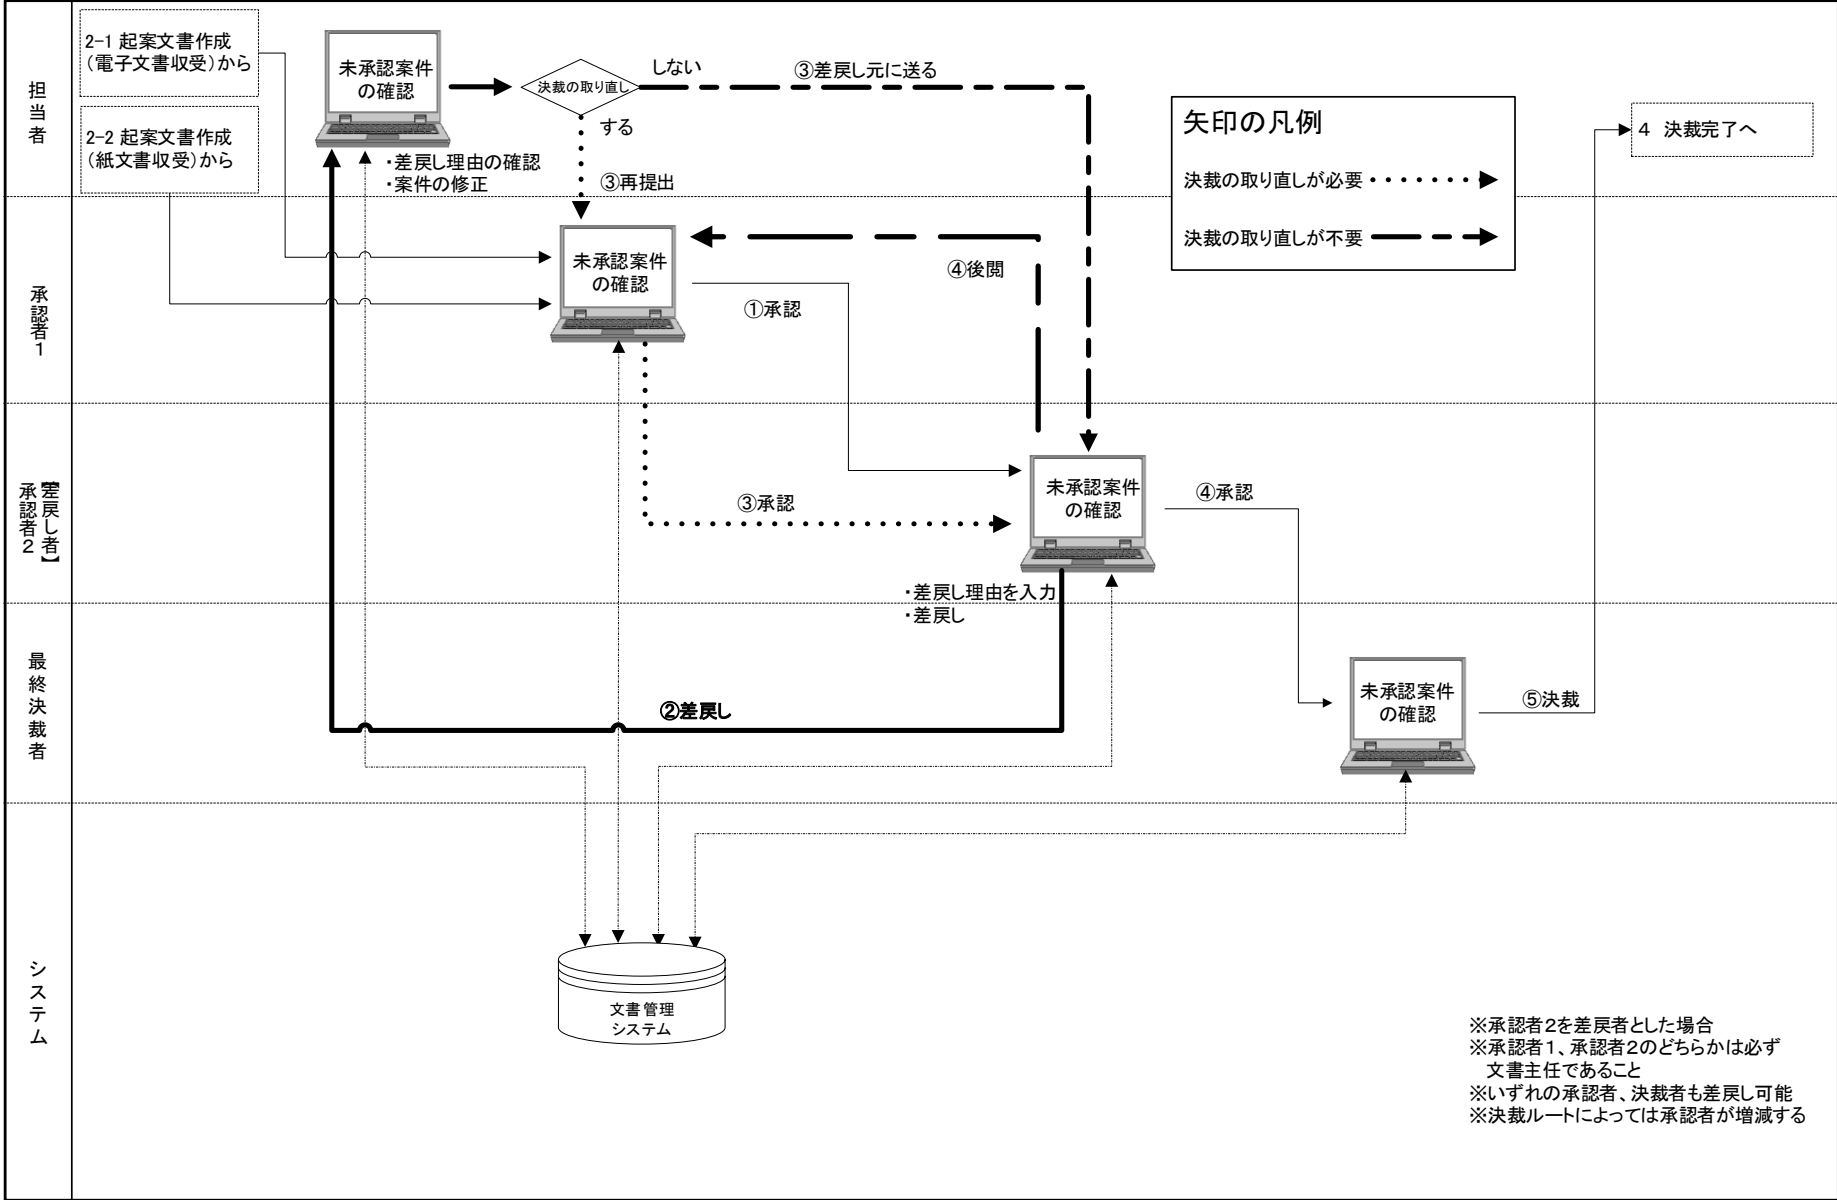 担当者
2-1 起案文書作成
（電子文書収受）から
2-2 起案文書作成
（紙文書収受）から
未承認案件
の確認
・差戻し理由の確認
・案件の修正
決裁の取り直し
しない
③差戻し元に送る
する
③再提出
矢印の凡例
決裁の取り直しが必要
決裁の取り直しが不要
4　決裁完了へ
承認者１
未承認案件
の確認
①承認
④後閲
承認者２
【差戻し者】
③承認
未承認案件
の確認
④承認
・差戻し理由を入力
・差戻し
最終決裁者
②差戻し
未承認案件
の確認
⑤決裁
システム
文書管理
システム
※承認者２を差戻者とした場合
※承認者１、承認者２のどちらかは必ず
文書主任であること
※いずれの承認者、決裁者も差戻し可能
※決裁ルートによっては承認者が増減する